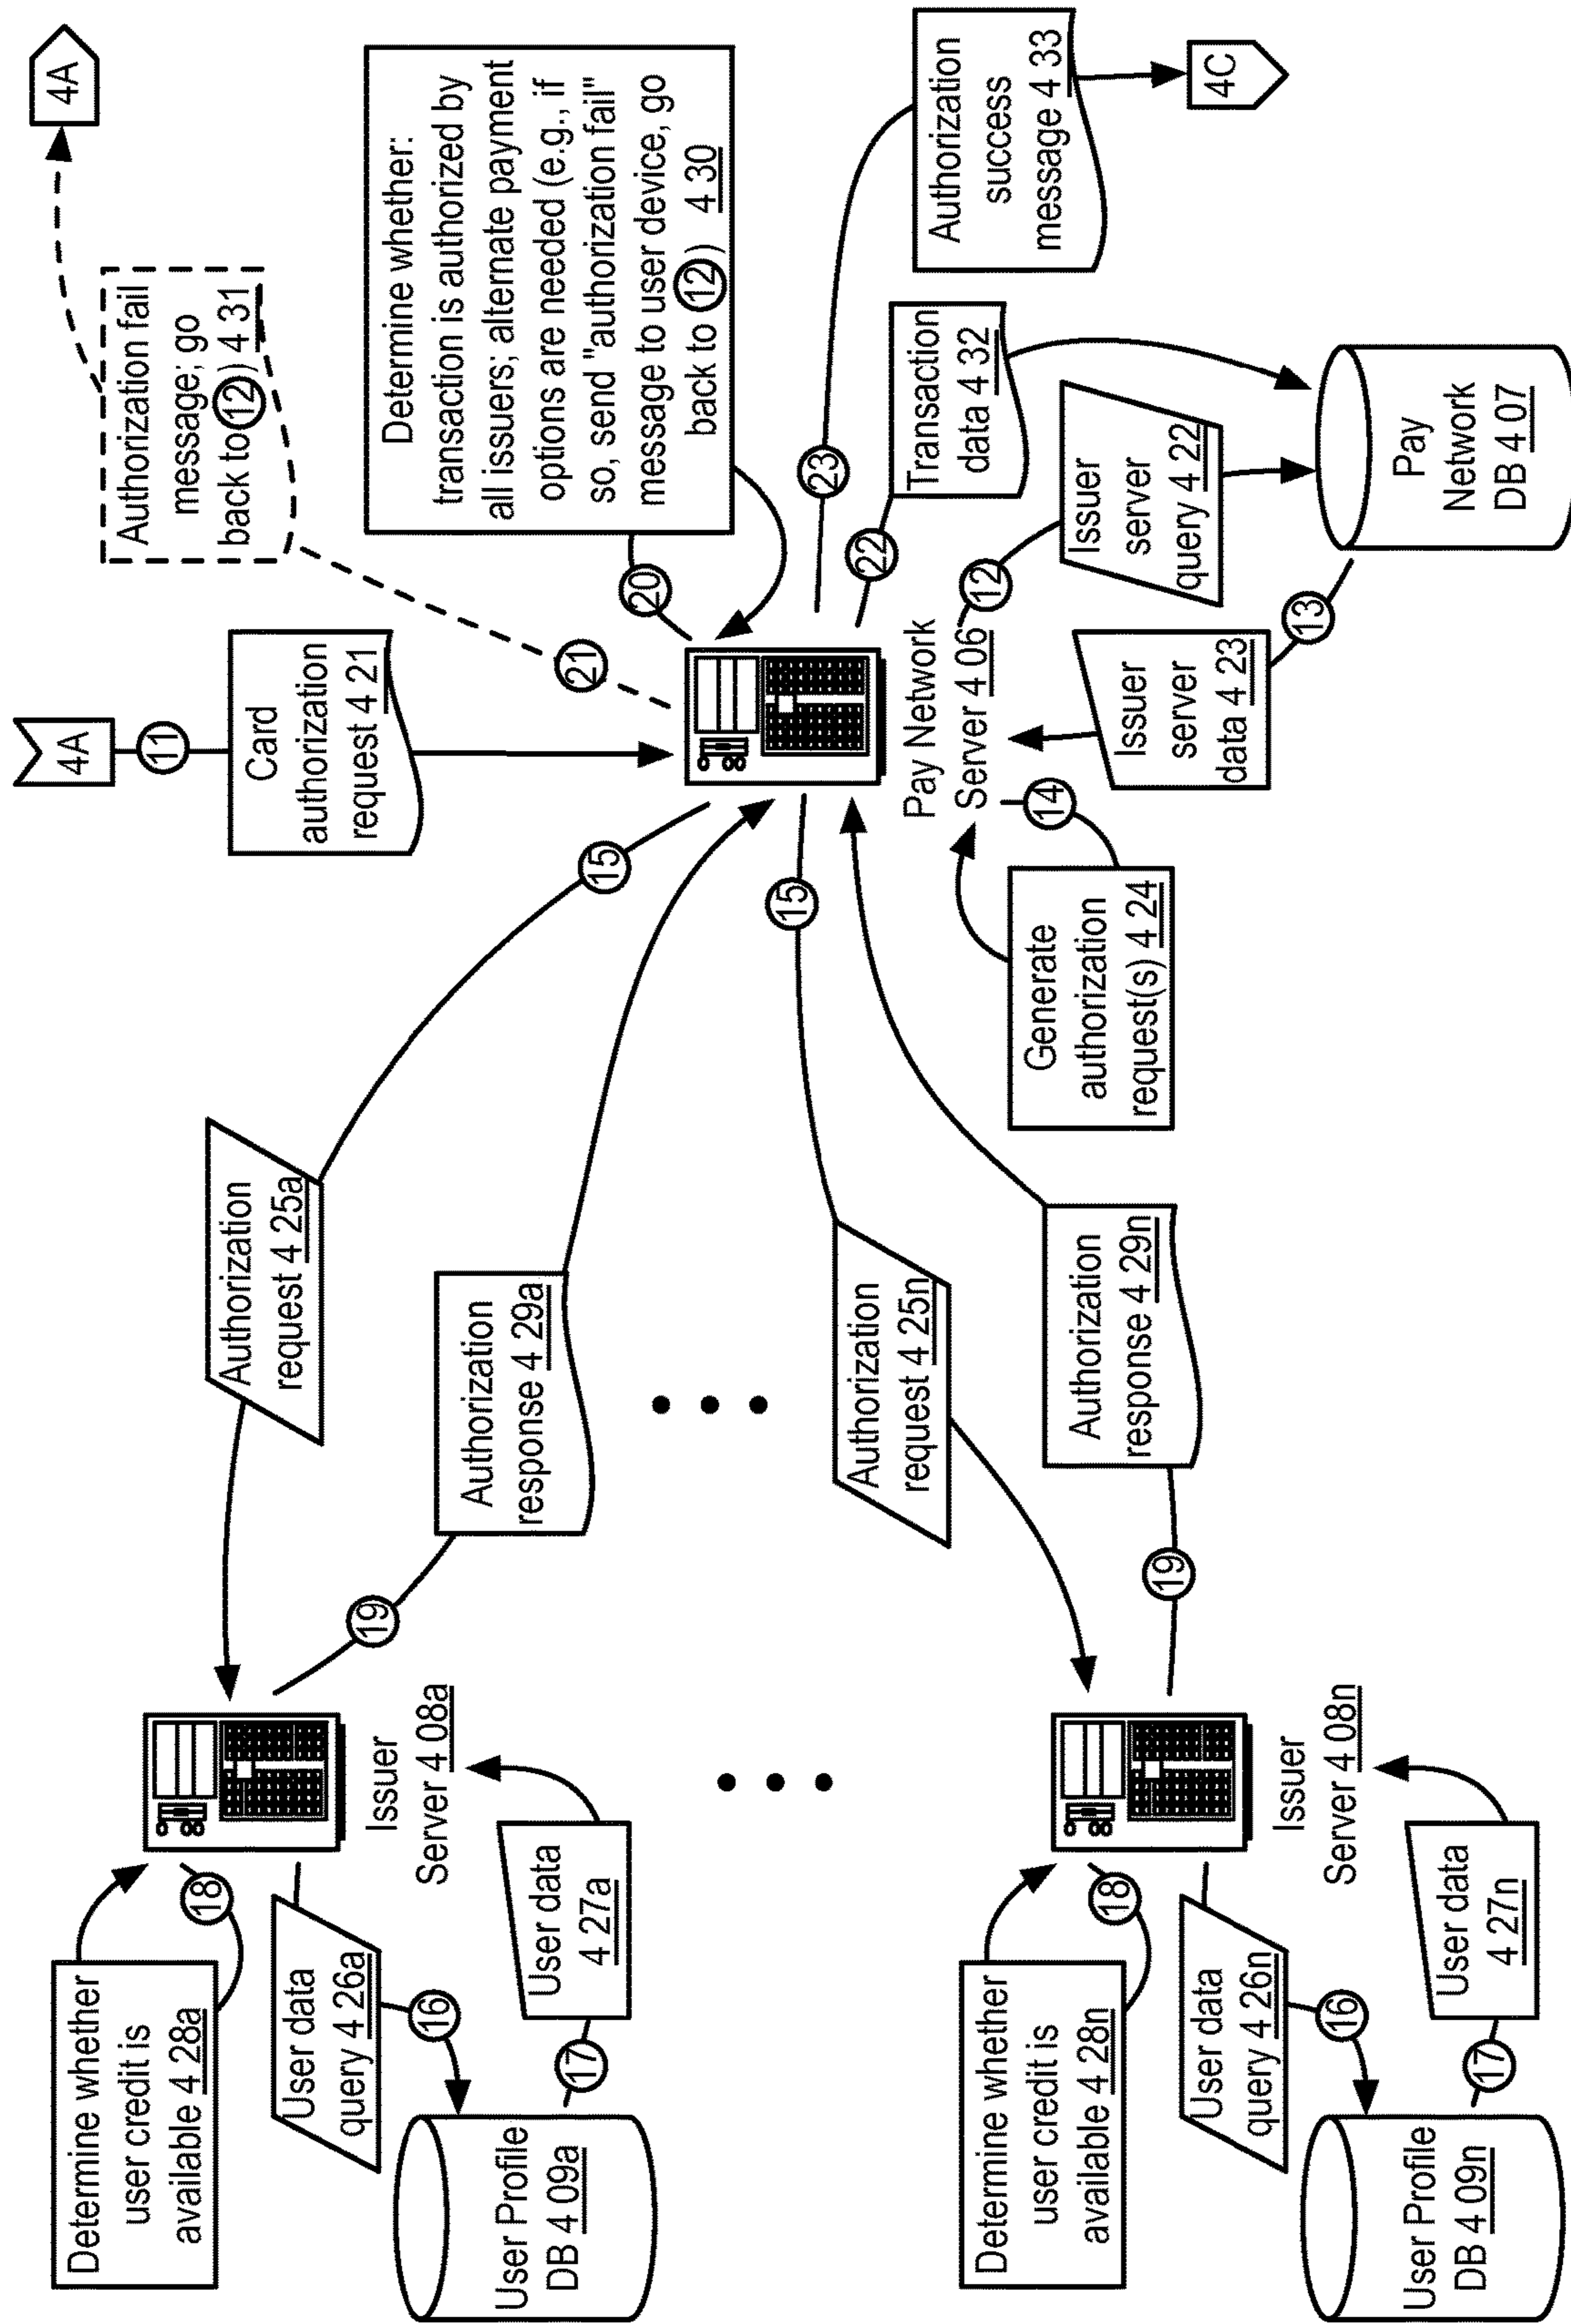 4A
11
Card
authorization
request 4 21
Authorization fail
message; go
back to 12) 4 31
4A
21
20
Determine whether:
transaction is authorized by
all issuers; alternate payment
options are needed (e.g., if
so, send "authorization fail"
message to user device, go
back to 12) 4 30
23
Authorization
success
message 4 33
4C
22
Transaction
data 4 32
Pay Network
Server 4 06
12
Issuer
server
query 4 22
13
Issuer
server
data 4 23
Pay
Network
DB 4 07
14
Generate
authorization
request(s) 4 24
15
Authorization
request 4 25a
19
Authorization
response 4 29a
15
Authorization
request 4 25n
19
Authorization
response 4 29n
Determine whether
user credit is
available 4 28a
18
Issuer
Server 4 08a
User data
query 4 26a
16
User data
4 27a
17
User Profile
DB 4 09a
Determine whether
user credit is
available 4 28n
18
Issuer
Server 4 08n
User data
query 4 26n
16
User data
4 27n
17
User Profile
DB 4 09n